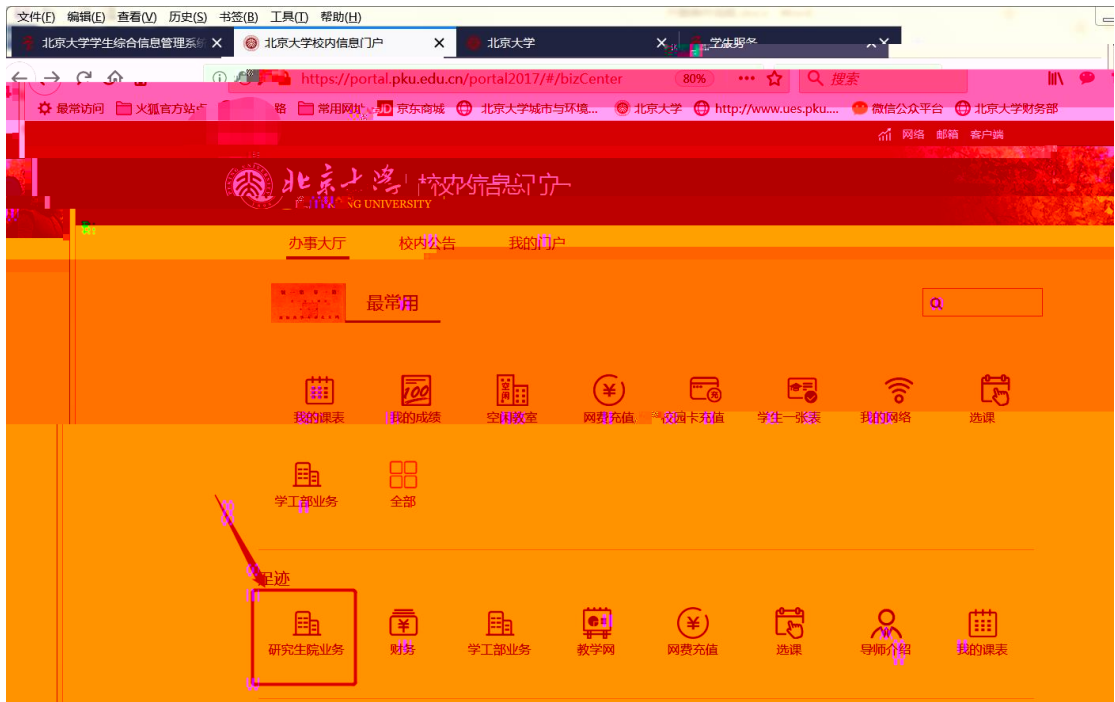 文件(F) 编辑(E) 查看(V) 历史(S) 书签(B) 工具(T) 帮助(H)
北京大学学生综合信息管理系统 北京大学校内信息门户 北京大学
https://portal.pku.edu.cn/portal2017/#/bizCenter 80% 搜索
最常访问 火狐官方站点 常用网址 JD 京东商城 北京大学城市与环境... 北京大学 http://www.ues.pku.... 微信公众平台 北京大学财务部
网络 邮箱 客户端
北京大学 校内信息门户
UNIVERSITY
办事大厅 校内公告 我的门户
最常用
我的课表 我的成绩 空闲教室 网费充值 校园卡充值 学生一张表 我的网络 选课
学工部业务 全部
足迹
研究生院业务 财务 学工部业务 教学网 网费充值 选课 导师介绍 我的课表